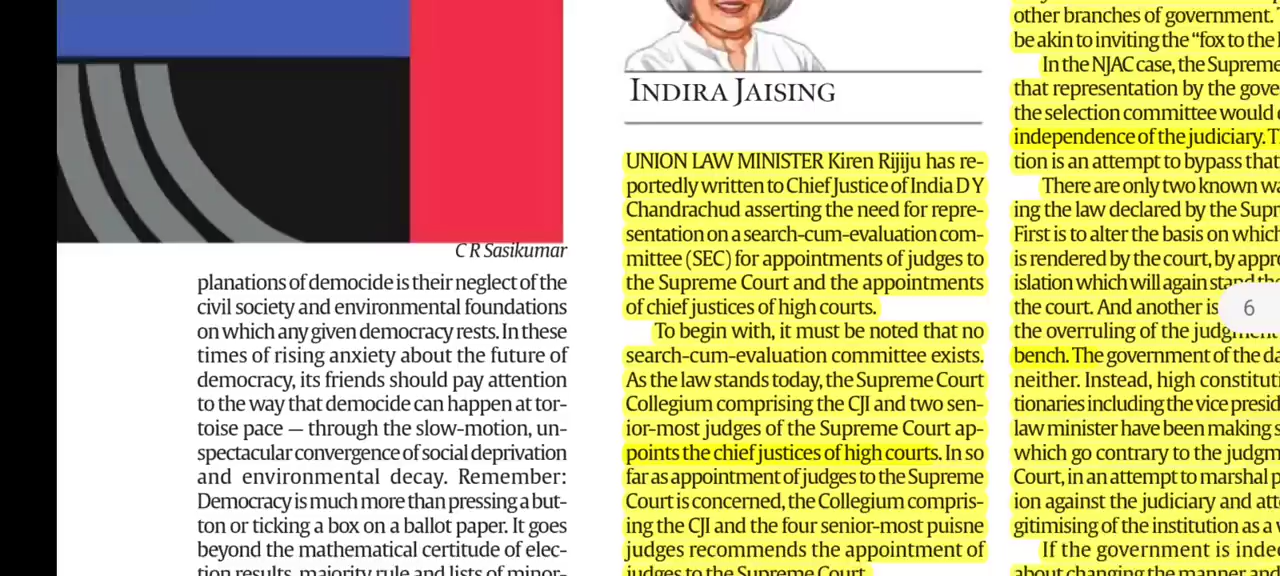 C R Sasikumar
planations of democide is their neglect of the
civil society and environmental foundations
on which any given democracy rests. In these
times of rising anxiety about the future of
democracy, its friends should pay attention
to the way that democide can happen at tor-
toise pace — through the slow-motion, un-
spectacular convergence of social deprivation
and environmental decay. Remember:
Democracy is much more than pressing a but-
ton or ticking a box on a ballot paper. It goes
beyond the mathematical certitude of elec-
tion results, majority rule and lists of minor-
INDIRA JAISING
UNION LAW MINISTER Kiren Rijiju has re-
portedly written to Chief Justice of India D Y
Chandrachud asserting the need for repre-
sentation on a search-cum-evaluation com-
mittee (SEC) for appointments of judges to
the Supreme Court and the appointments
of chief justices of high courts.
To begin with, it must be noted that no
search-cum-evaluation committee exists.
As the law stands today, the Supreme Court
Collegium comprising the CJI and two sen-
ior-most judges of the Supreme Court ap-
points the chief justices of high courts. In so
far as appointment of judges to the Supreme
Court is concerned, the Collegium compris-
ing the CJI and the four senior-most puisne
judges recommends the appointment of
judges to the Supreme Court.
other branches of government.
be akin to inviting the "fox to the
In the NJAC case, the Supreme
that representation by the
the selection committee would
independence of the judiciary.
tion is an attempt to bypass that
There are only two known
ing the law declared by the
First is to alter the basis on which
is rendered by the court, by
islation which will again stand the
the court. And another is
the overruling of the judgment
bench. The government of the
neither. Instead, high
tionaries including the vice
law minister have been making
which go contrary to the
Court, in an attempt to marshal
ion against the judiciary and
gitimising of the institution as a
If the government is
about changing the manner and
6